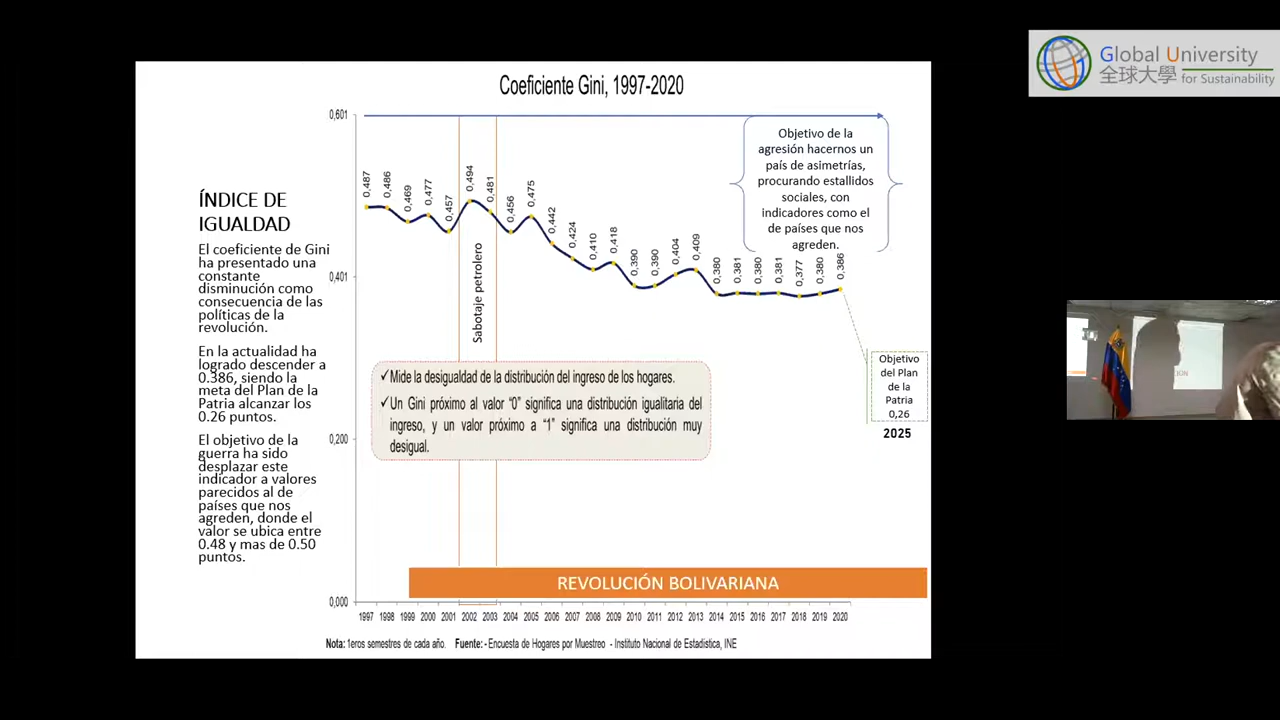 Global University
全球大學 for Sustainability
Coeficiente Gini, 1997-2020
ÍNDICE DE
IGUALDAD
El coeficiente de Gini
ha presentado una
constante
disminución como
consecuencia de las
políticas de la
revolución.
En la actualidad ha
logrado descender a
0.386, siendo la
meta del Plan de la
Patria alcanzar los
0.26 puntos.
El objetivo de la
guerra ha sido
desplazar este
indicador a valores
parecidos al de
países que nos
agreden, donde el
valor se ubica entre
0.48 y mas de 0.50
puntos.
0,601
0,401
0,200
0,000
0,487
0,486
0,469
0,477
0,457
0,494
0,481
0,456
0,475
0,442
0,424
0,410
0,418
0,390
0,390
0,404
0,409
0,380
0,381
0,380
0,381
0,377
0,380
0,386
Sabotaje petrolero
Objetivo de la
agresión hacernos un
país de asimetrías,
procurando estallidos
sociales, con
indicadores como el
de países que nos
agreden.
✓Mide la desigualdad de la distribución del ingreso de los hogares.
✓Un Gini próximo al valor “0” significa una distribución igualitaria del
ingreso, y un valor próximo a “1” significa una distribución muy
desigual.
Objetivo
del Plan
de la
Patria
0,26
2025
REVOLUCIÓN BOLIVARIANA
1997 1998 1999 2000 2001 2002 2003 2004 2005 2006 2007 2008 2009 2010 2011 2012 2013 2014 2015 2016 2017 2018 2019 2020
Nota: 1eros semestres de cada año. Fuente: - Encuesta de Hogares por Muestreo - Instituto Nacional de Estadística, INE